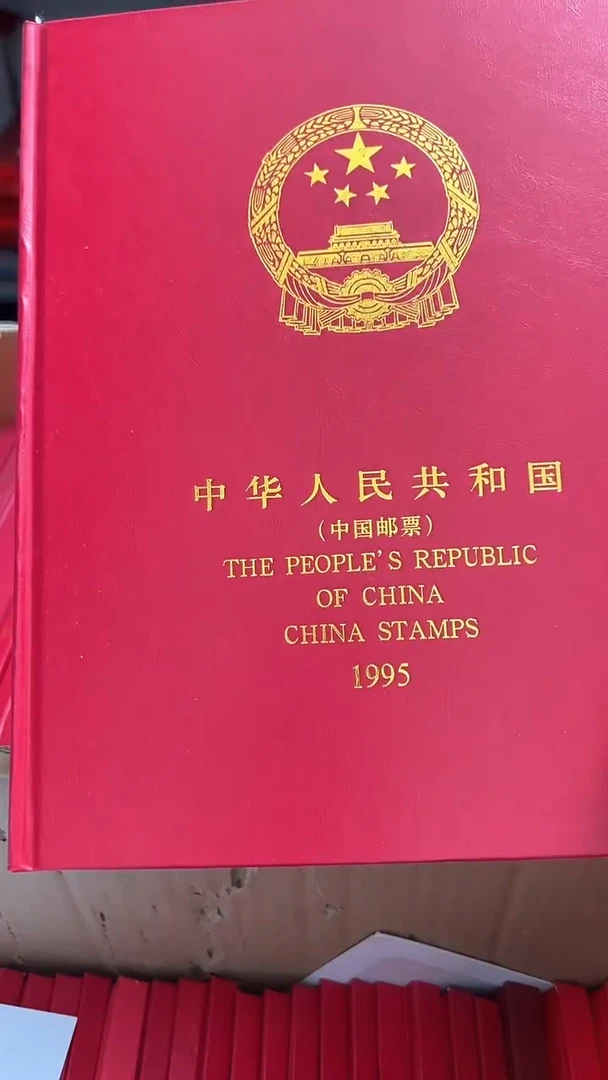 中华人民共和国
（中国邮票）
THE PEOPLE'S REPUBLIC
OF CHINA
CHINA STAMPS
1995